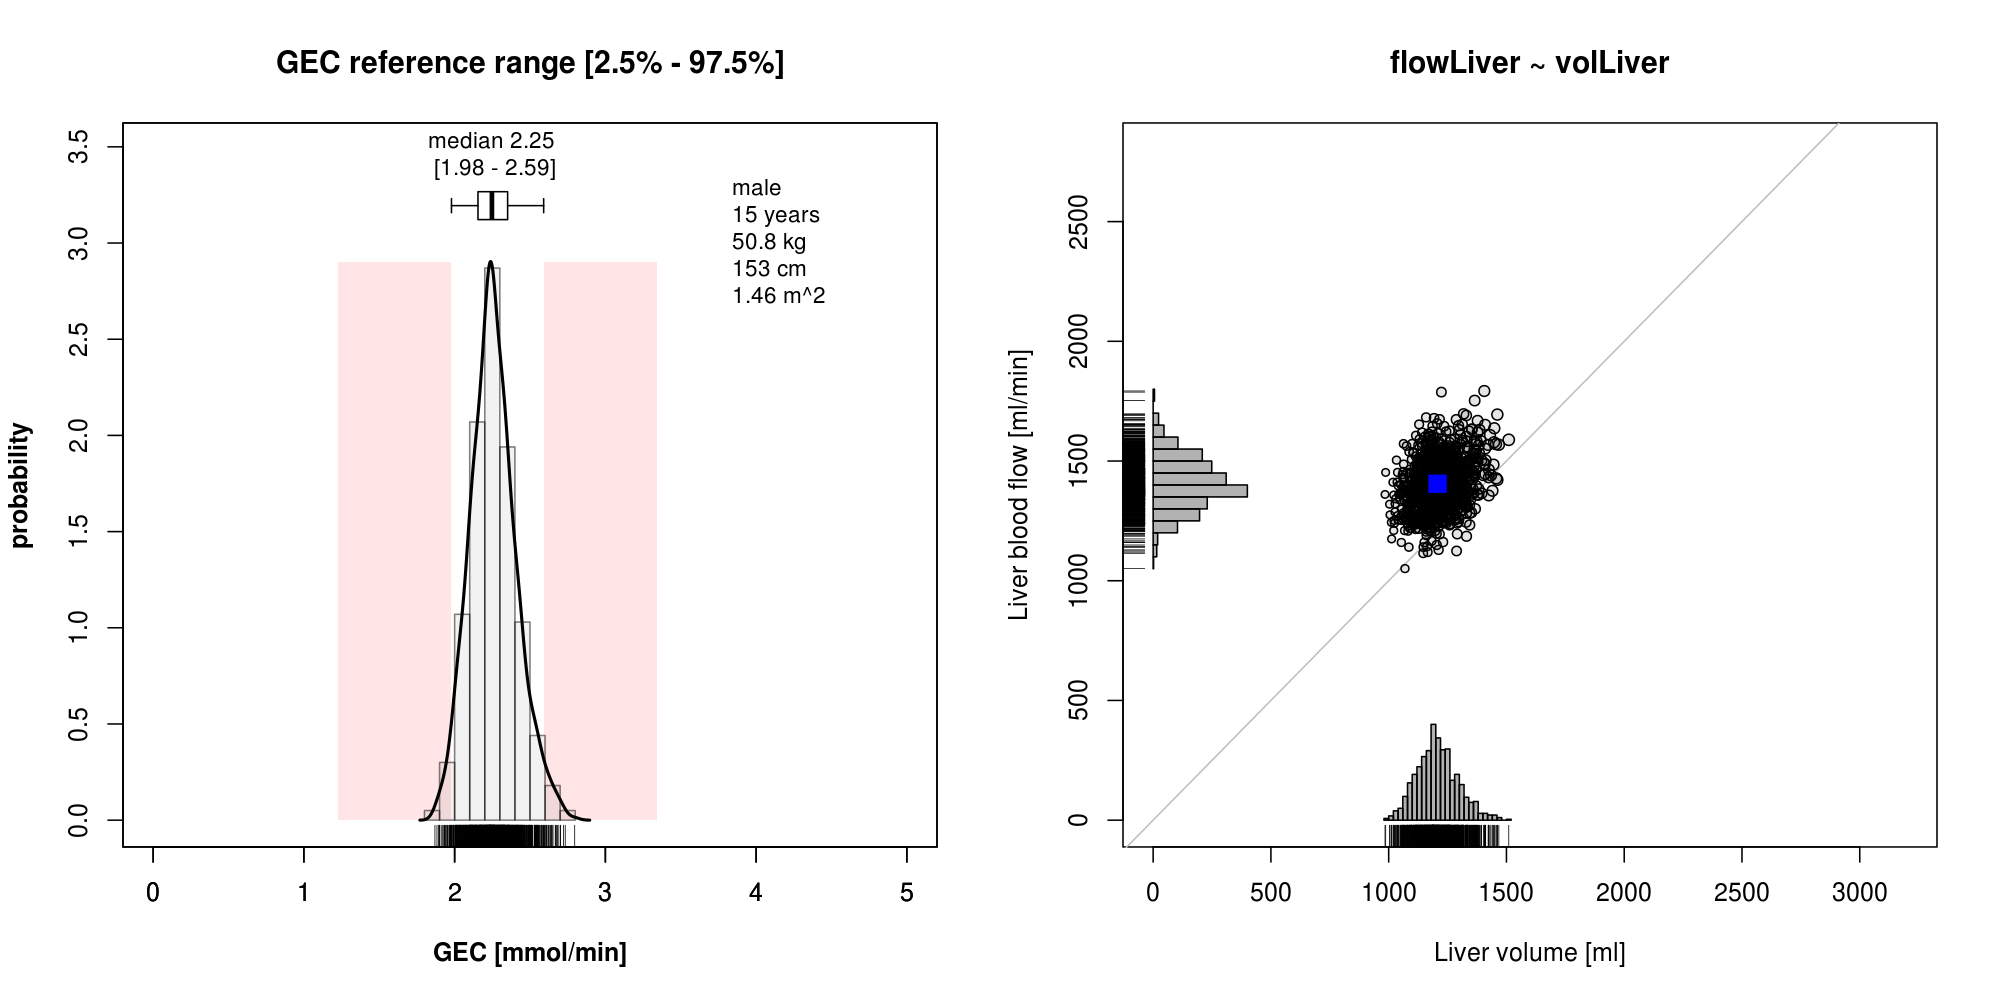 GEC reference range [2.5% - 97.5%]
median 2.25
[1.98 - 2.59]
male
15 years
50.8 kg
153 cm
1.46 m^2
probability
0.0 0.5 1.0 1.5 2.0 2.5 3.0 3.5
0 1 2 3 4 5
GEC [mmol/min]
flowLiver ~ volLiver
Liver blood flow [ml/min]
0 500 1000 1500 2000 2500
0 500 1000 1500 2000 2500 3000
Liver volume [ml]